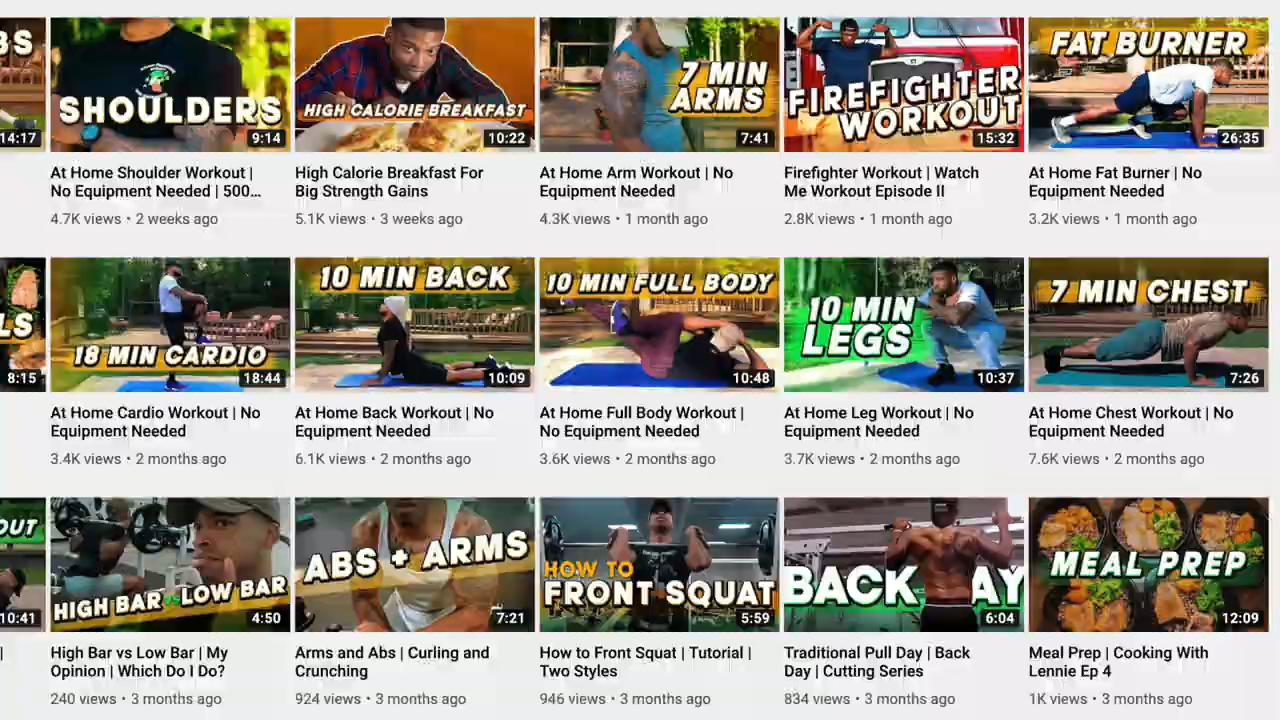 BS
SHOULDERS
HIGH CALORIE BREAKFAST
7 MIN
ARMS
FIREFIGHTER
WORKOUT
FAT BURNER
14:17
9:14
10:22
7:41
15:32
26:35
At Home Shoulder Workout |
No Equipment Needed | 500...
4.7K views • 2 weeks ago
High Calorie Breakfast For
Big Strength Gains
5.1K views • 3 weeks ago
At Home Arm Workout | No
Equipment Needed
4.3K views • 1 month ago
Firefighter Workout | Watch
Me Workout Episode II
2.8K views • 1 month ago
At Home Fat Burner | No
Equipment Needed
3.2K views • 1 month ago
LS
18 MIN CARDIO
10 MIN BACK
10 MIN FULL BODY
10 MIN
LEGS
7 MIN CHEST
8:15
18:44
10:09
10:48
10:37
7:26
At Home Cardio Workout | No
Equipment Needed
3.4K views • 2 months ago
At Home Back Workout | No
Equipment Needed
6.1K views • 2 months ago
At Home Full Body Workout |
No Equipment Needed
3.6K views • 2 months ago
At Home Leg Workout | No
Equipment Needed
3.7K views • 2 months ago
At Home Chest Workout | No
Equipment Needed
7.6K views • 2 months ago
OUT
HIGH BAR VS LOW BAR
ABS + ARMS
HOW TO
FRONT SQUAT
BACK AY
MEAL PREP
10:41
4:50
7:21
5:59
6:04
12:09
|
High Bar vs Low Bar | My
Opinion | Which Do I Do?
240 views • 3 months ago
Arms and Abs | Curling and
Crunching
924 views • 3 months ago
How to Front Squat | Tutorial |
Two Styles
946 views • 3 months ago
Traditional Pull Day | Back
Day | Cutting Series
834 views • 3 months ago
Meal Prep | Cooking With
Lennie Ep 4
1K views • 3 months ago